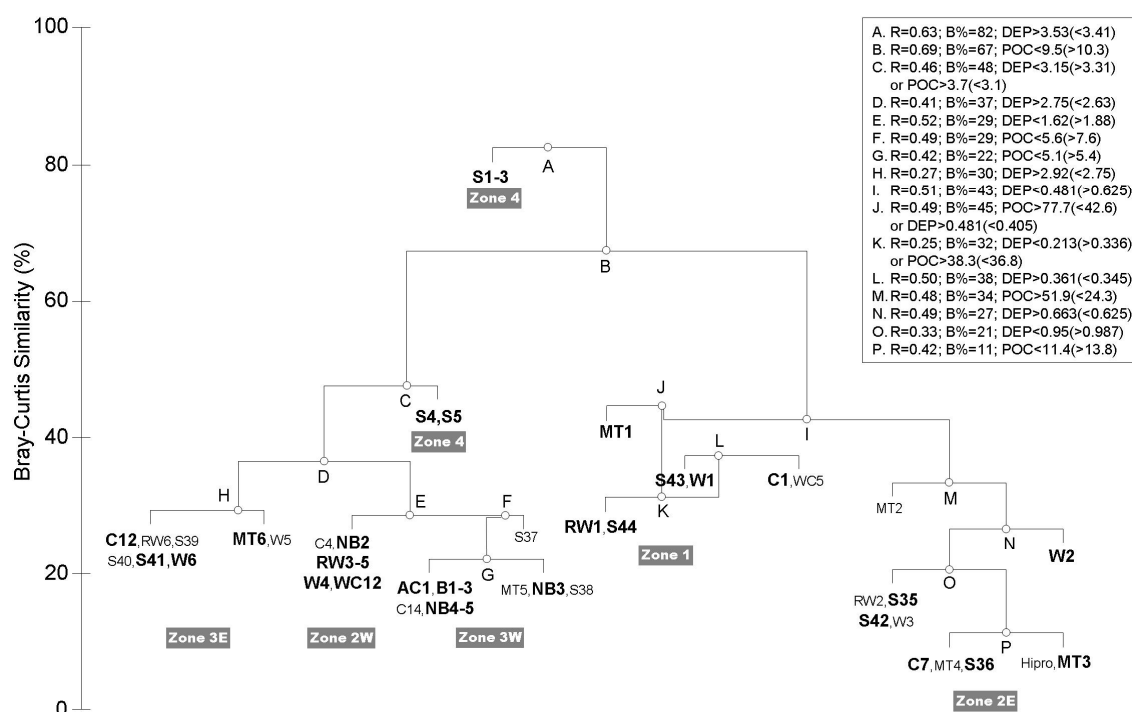 100
80
60
40
20
0
Bray-Curtis Similarity (%)
A. R=0.63; B%=82; DEP>3.53(<3.41)
B. R=0.69; B%=67; POC<9.5(>10.3)
C. R=0.46; B%=48; DEP<3.15(>3.31)
or POC>3.7(<3.1)
D. R=0.41; B%=37; DEP>2.75(<2.63)
E. R=0.52; B%=29; DEP<1.62(>1.88)
F. R=0.49; B%=29; POC<5.6(>7.6)
G. R=0.42; B%=22; POC<5.1(>5.4)
H. R=0.27; B%=30; DEP>2.92(<2.75)
I. R=0.51; B%=43; DEP<0.481(>0.625)
J. R=0.49; B%=45; POC>77.7(<42.6)
or DEP>0.481(<0.405)
K. R=0.25; B%=32; DEP<0.213(>0.336)
or POC>38.3(<36.8)
L. R=0.50; B%=38; DEP>0.361(<0.345)
M. R=0.48; B%=34; POC>51.9(<24.3)
N. R=0.49; B%=27; DEP>0.663(<0.625)
O. R=0.33; B%=21; DEP<0.95(>0.987)
P. R=0.42; B%=11; POC<11.4(>13.8)
A
S1-3
Zone 4
B
C
S4,S5
Zone 4
D
H
C12,RW6,S39
S40,S41,W6
MT6,W5
Zone 3E
E
C4,NB2
RW3-5
W4,WC12
Zone 2W
F
S37
G
AC1,B1-3
C14,NB4-5
MT5,NB3,S38
Zone 3W
J
MT1
I
L
S43,W1
C1,WC5
K
RW1,S44
Zone 1
M
MT2
N
W2
O
RW2,S35
S42,W3
P
C7,MT4,S36
Hipro,MT3
Zone 2E